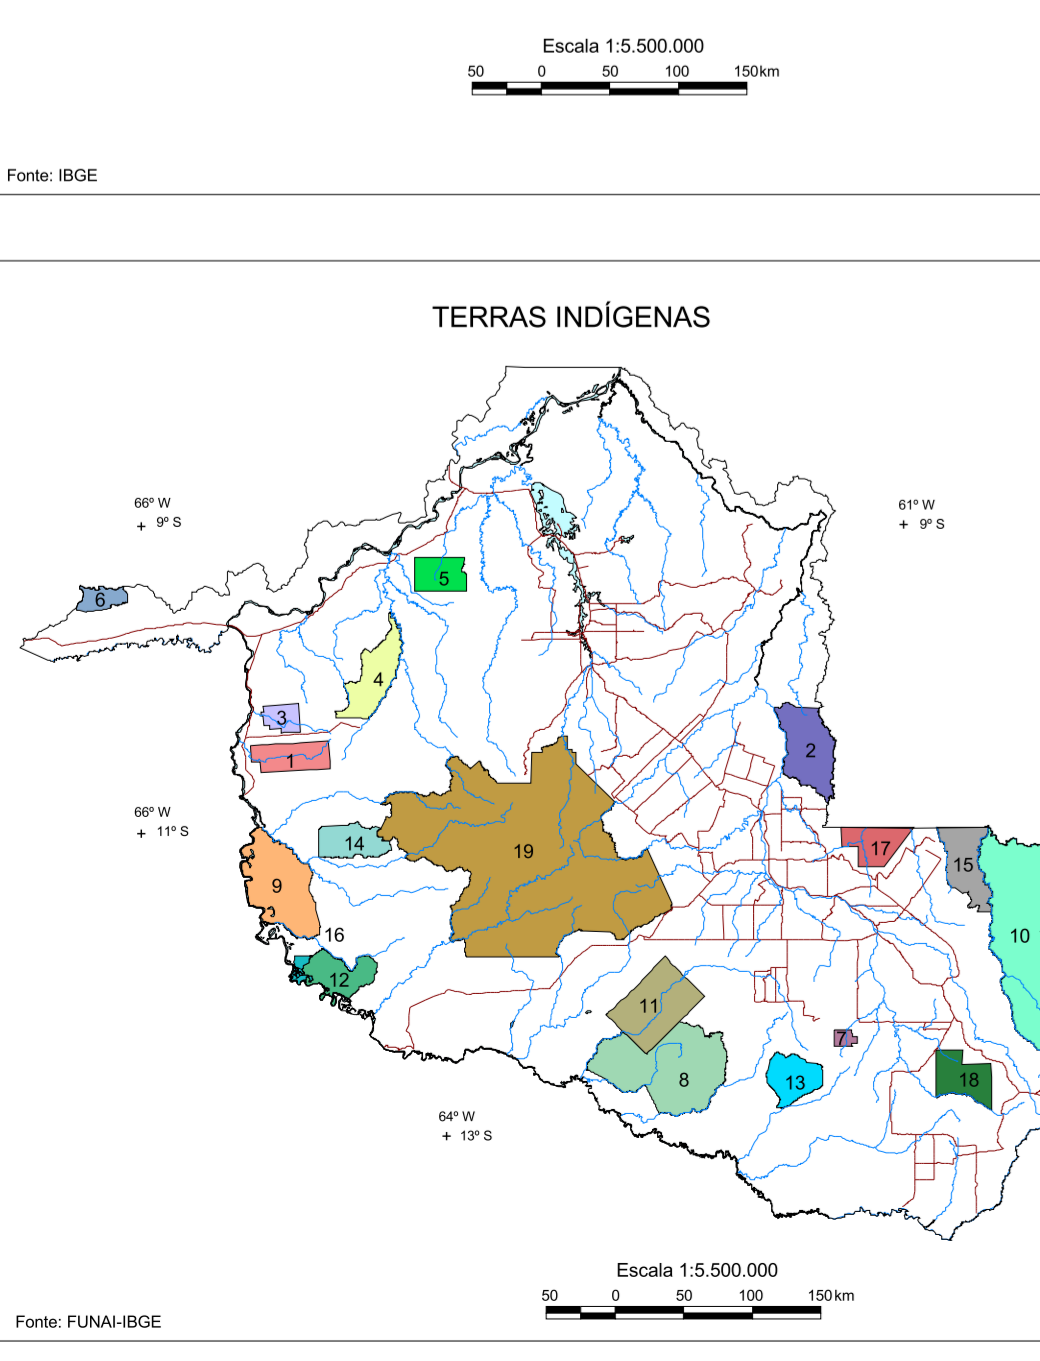 Escala 1:5.500.000
50 0 50 100 150km
Fonte: IBGE
TERRAS INDÍGENAS
66º W
+ 9º S
61º W
+ 9º S
5
6
4
3
2
1
66º W
+ 11º S
14
19
17
15
9
16
10
12
11
7
8
13
18
64º W
+ 13º S
Escala 1:5.500.000
50 0 50 100 150km
Fonte: FUNAI-IBGE